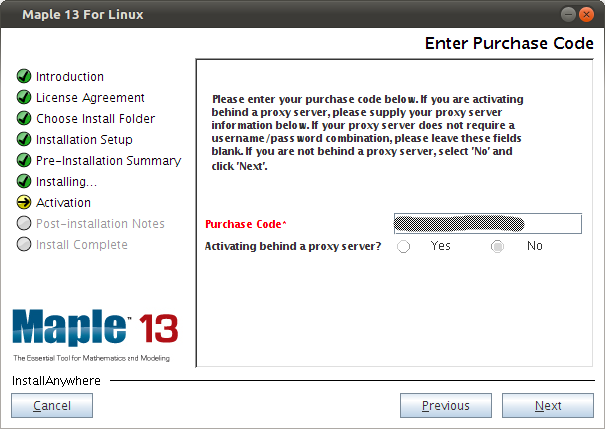 Maple 13 For Linux
Enter Purchase Code
Introduction
License Agreement
Choose Install Folder
Installation Setup
Pre-Installation Summary
Installing...
Activation
Post-installation Notes
Install Complete
Please enter your purchase code below. If you are activating
behind a proxy server, please supply your proxy server
information below. If your proxy server does not require a
username/password combination, please leave these fields
blank. If you are not behind a proxy server, select 'No' and
click 'Next'.
Purchase Code*
Activating behind a proxy server? Yes No
Maple™ 13
The Essential Tool for Mathematics and Modeling
InstallAnywhere
Cancel Previous Next